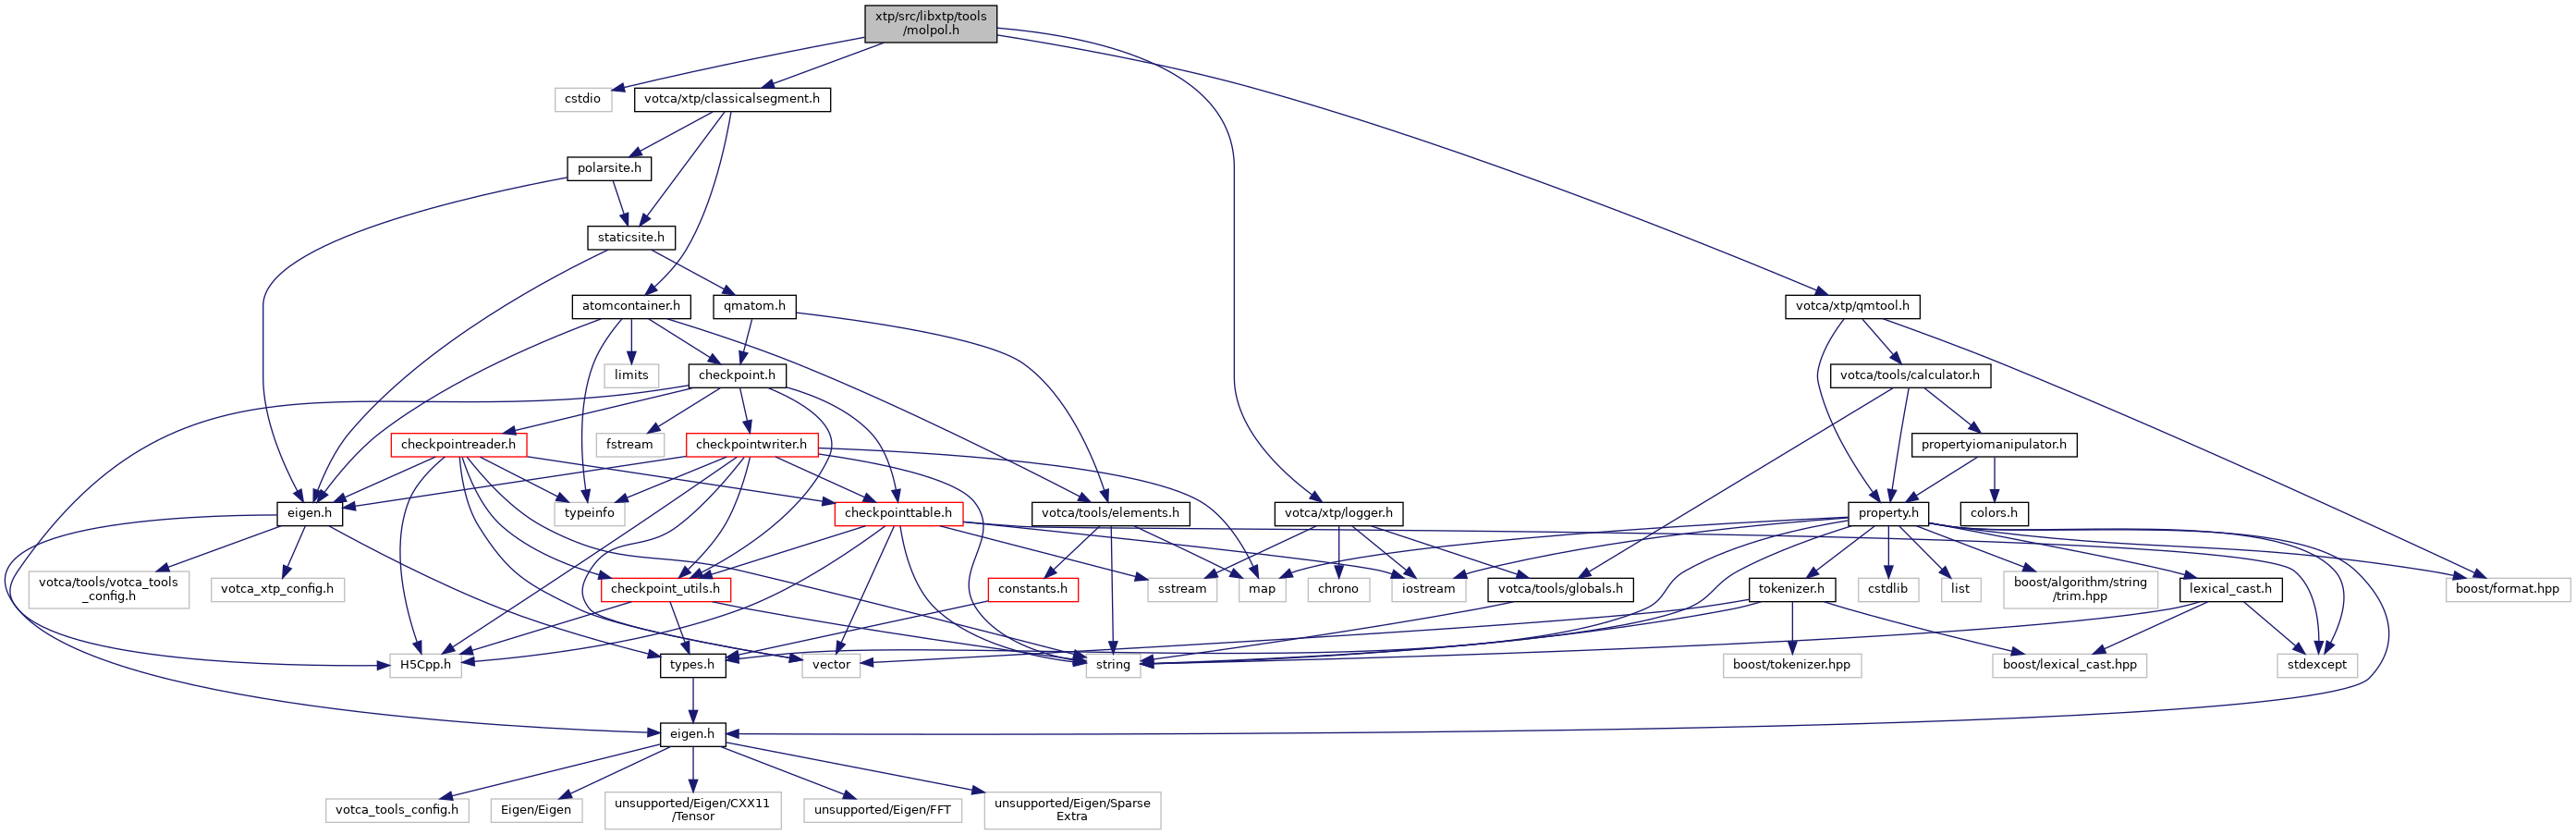 xtp/src/libxtp/tools
/molpol.h
cstdio
votca/xtp/classicalsegment.h
polarsite.h
staticsite.h
atomcontainer.h
qmatom.h
votca/xtp/qmtool.h
limits
checkpoint.h
votca/tools/calculator.h
checkpointreader.h
fstream
checkpointwriter.h
propertyiomanipulator.h
eigen.h
typeinfo
checkpointtable.h
votca/tools/elements.h
votca/xtp/logger.h
property.h
colors.h
votca/tools/votca_tools
_config.h
votca_xtp_config.h
checkpoint_utils.h
constants.h
sstream
map
chrono
iostream
votca/tools/globals.h
tokenizer.h
cstdlib
list
boost/algorithm/string
/trim.hpp
lexical_cast.h
boost/format.hpp
H5Cpp.h
types.h
vector
string
boost/tokenizer.hpp
boost/lexical_cast.hpp
stdexcept
eigen.h
votca_tools_config.h
Eigen/Eigen
unsupported/Eigen/CXX11
/Tensor
unsupported/Eigen/FFT
unsupported/Eigen/Sparse
Extra